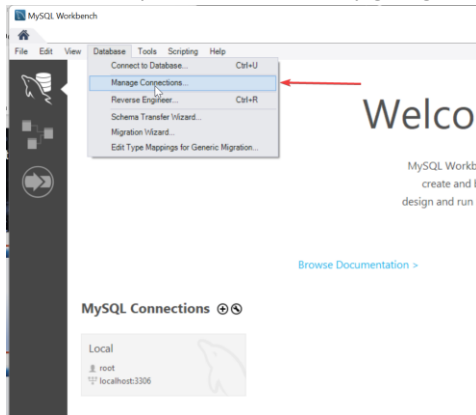 MySQL Workbench
File Edit View Database Tools Scripting Help
Connect to Database... Ctrl+U
Manage Connections...
Reverse Engineer... Ctrl+R
Schema Transfer Wizard...
Migration Wizard...
Edit Type Mappings for Generic Migration...
Welco
MySQL Workb
create and
design and run
Browse Documentation >
MySQL Connections
Local
root
localhost:3306